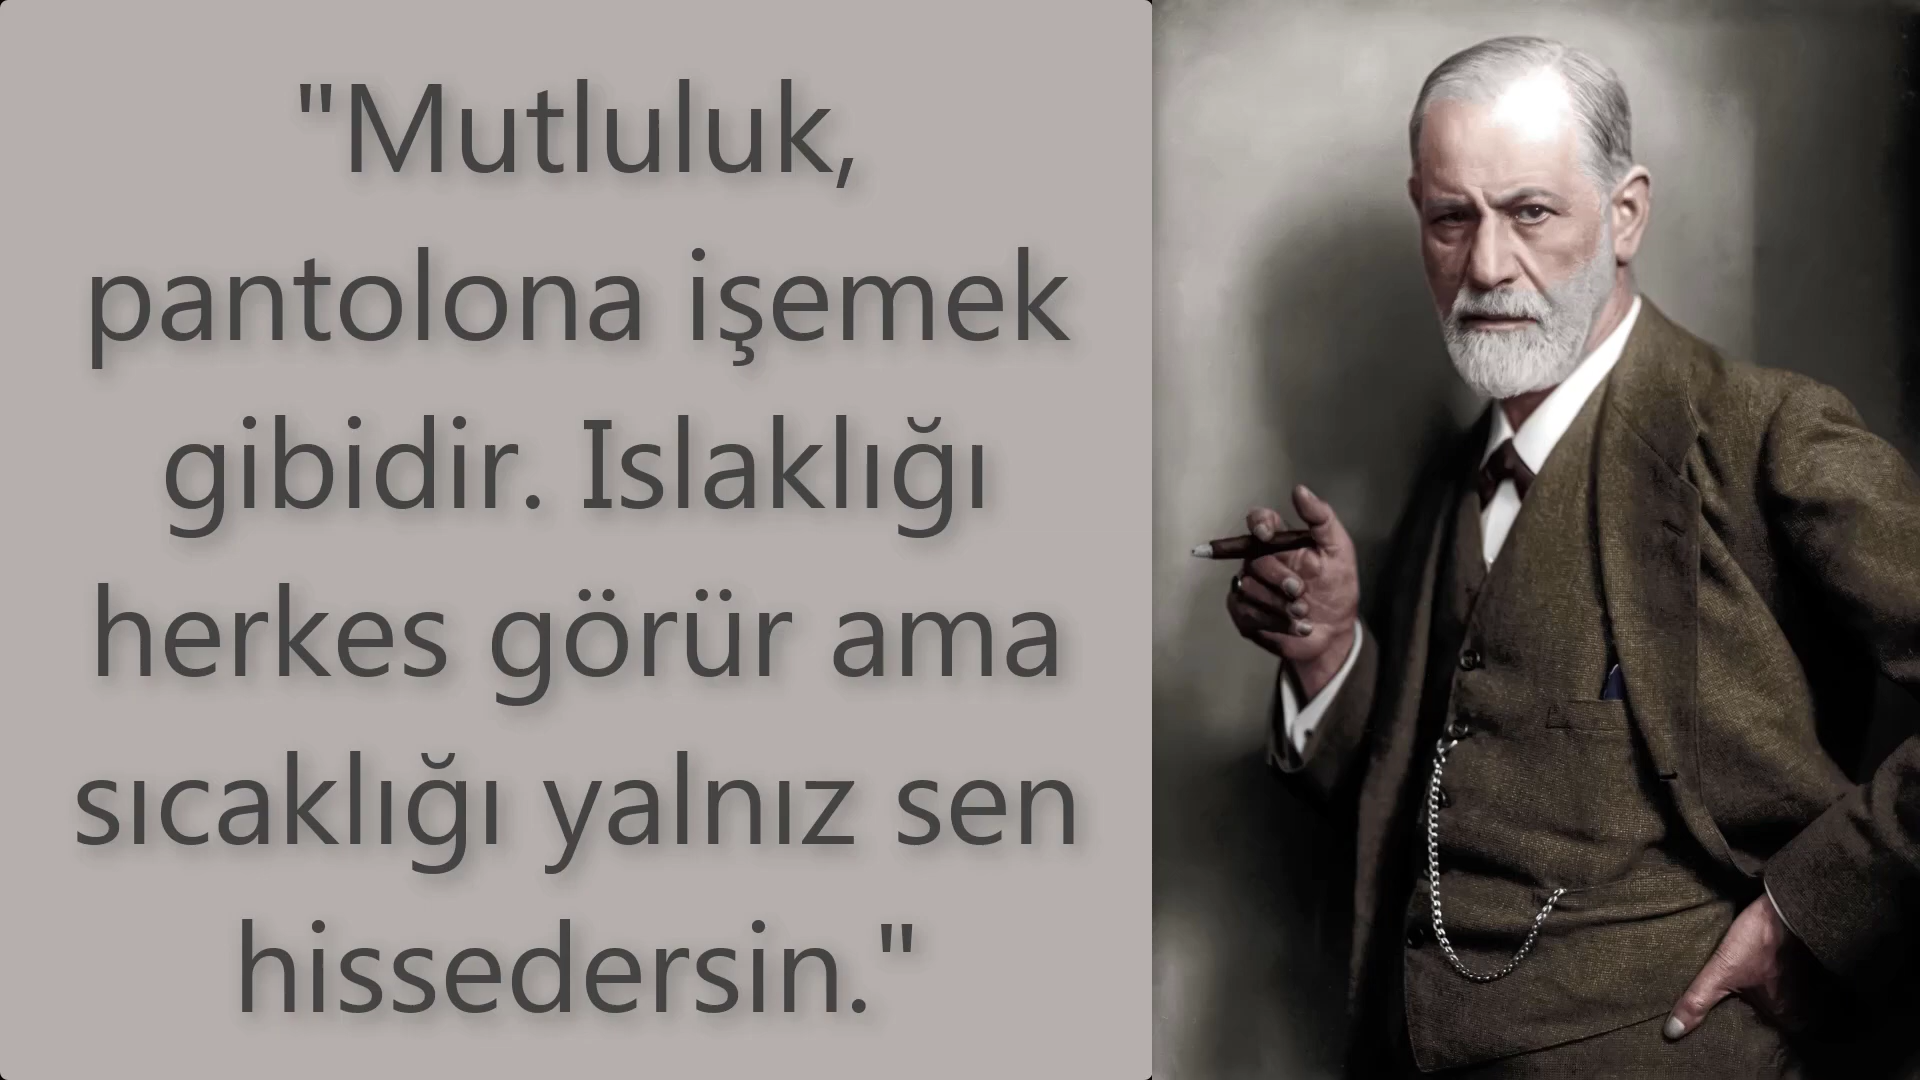 "Mutluluk,
pantolona işemek
gibidir. Islaklığı
herkes görür ama
sıcaklığı yalnız sen
hissedersin."